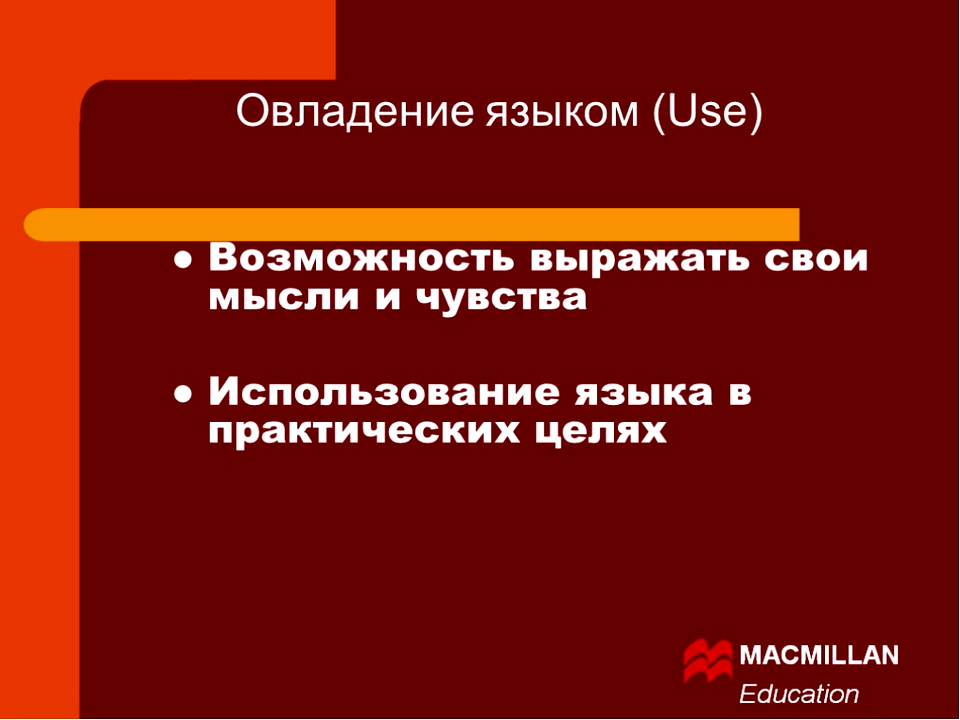 Овладение языком (Use)
● Возможность выражать свои
мысли и чувства
● Использование языка в
практических целях
MACMILLAN
Education